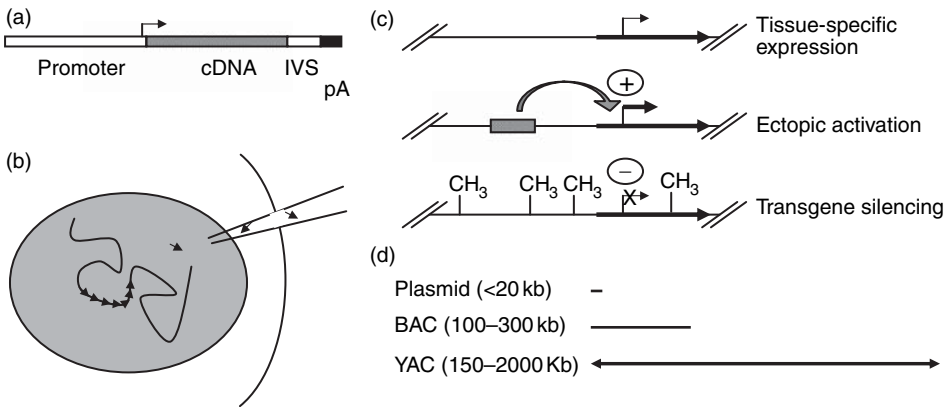 (a)
Promoter cDNA IVS
pA
(b)
(c)
Tissue-specific
expression
+
Ectopic activation
CH3 CH3 CH3 − X CH3
Transgene silencing
(d)
Plasmid (<20 kb)
BAC (100–300 kb)
YAC (150–2000 Kb)